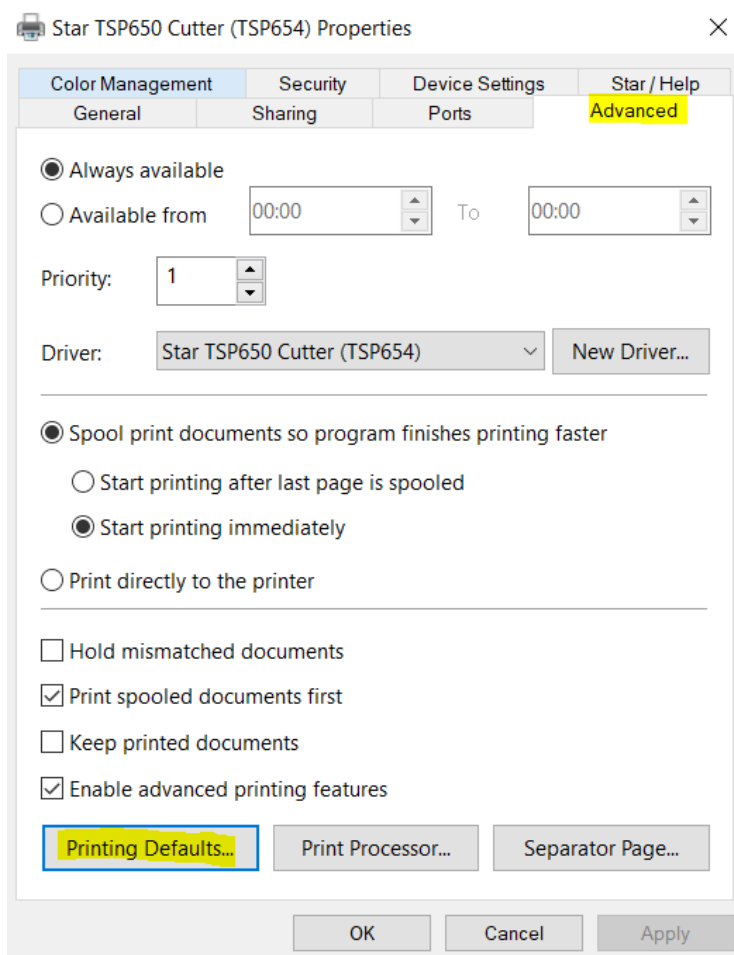 Star TSP650 Cutter (TSP654) Properties
Color Management Security Device Settings Star / Help
General Sharing Ports Advanced
Always available
Available from 00:00 To 00:00
Priority: 1
Driver: Star TSP650 Cutter (TSP654) New Driver...
Spool print documents so program finishes printing faster
Start printing after last page is spooled
Start printing immediately
Print directly to the printer
Hold mismatched documents
Print spooled documents first
Keep printed documents
Enable advanced printing features
Printing Defaults... Print Processor... Separator Page...
OK Cancel Apply